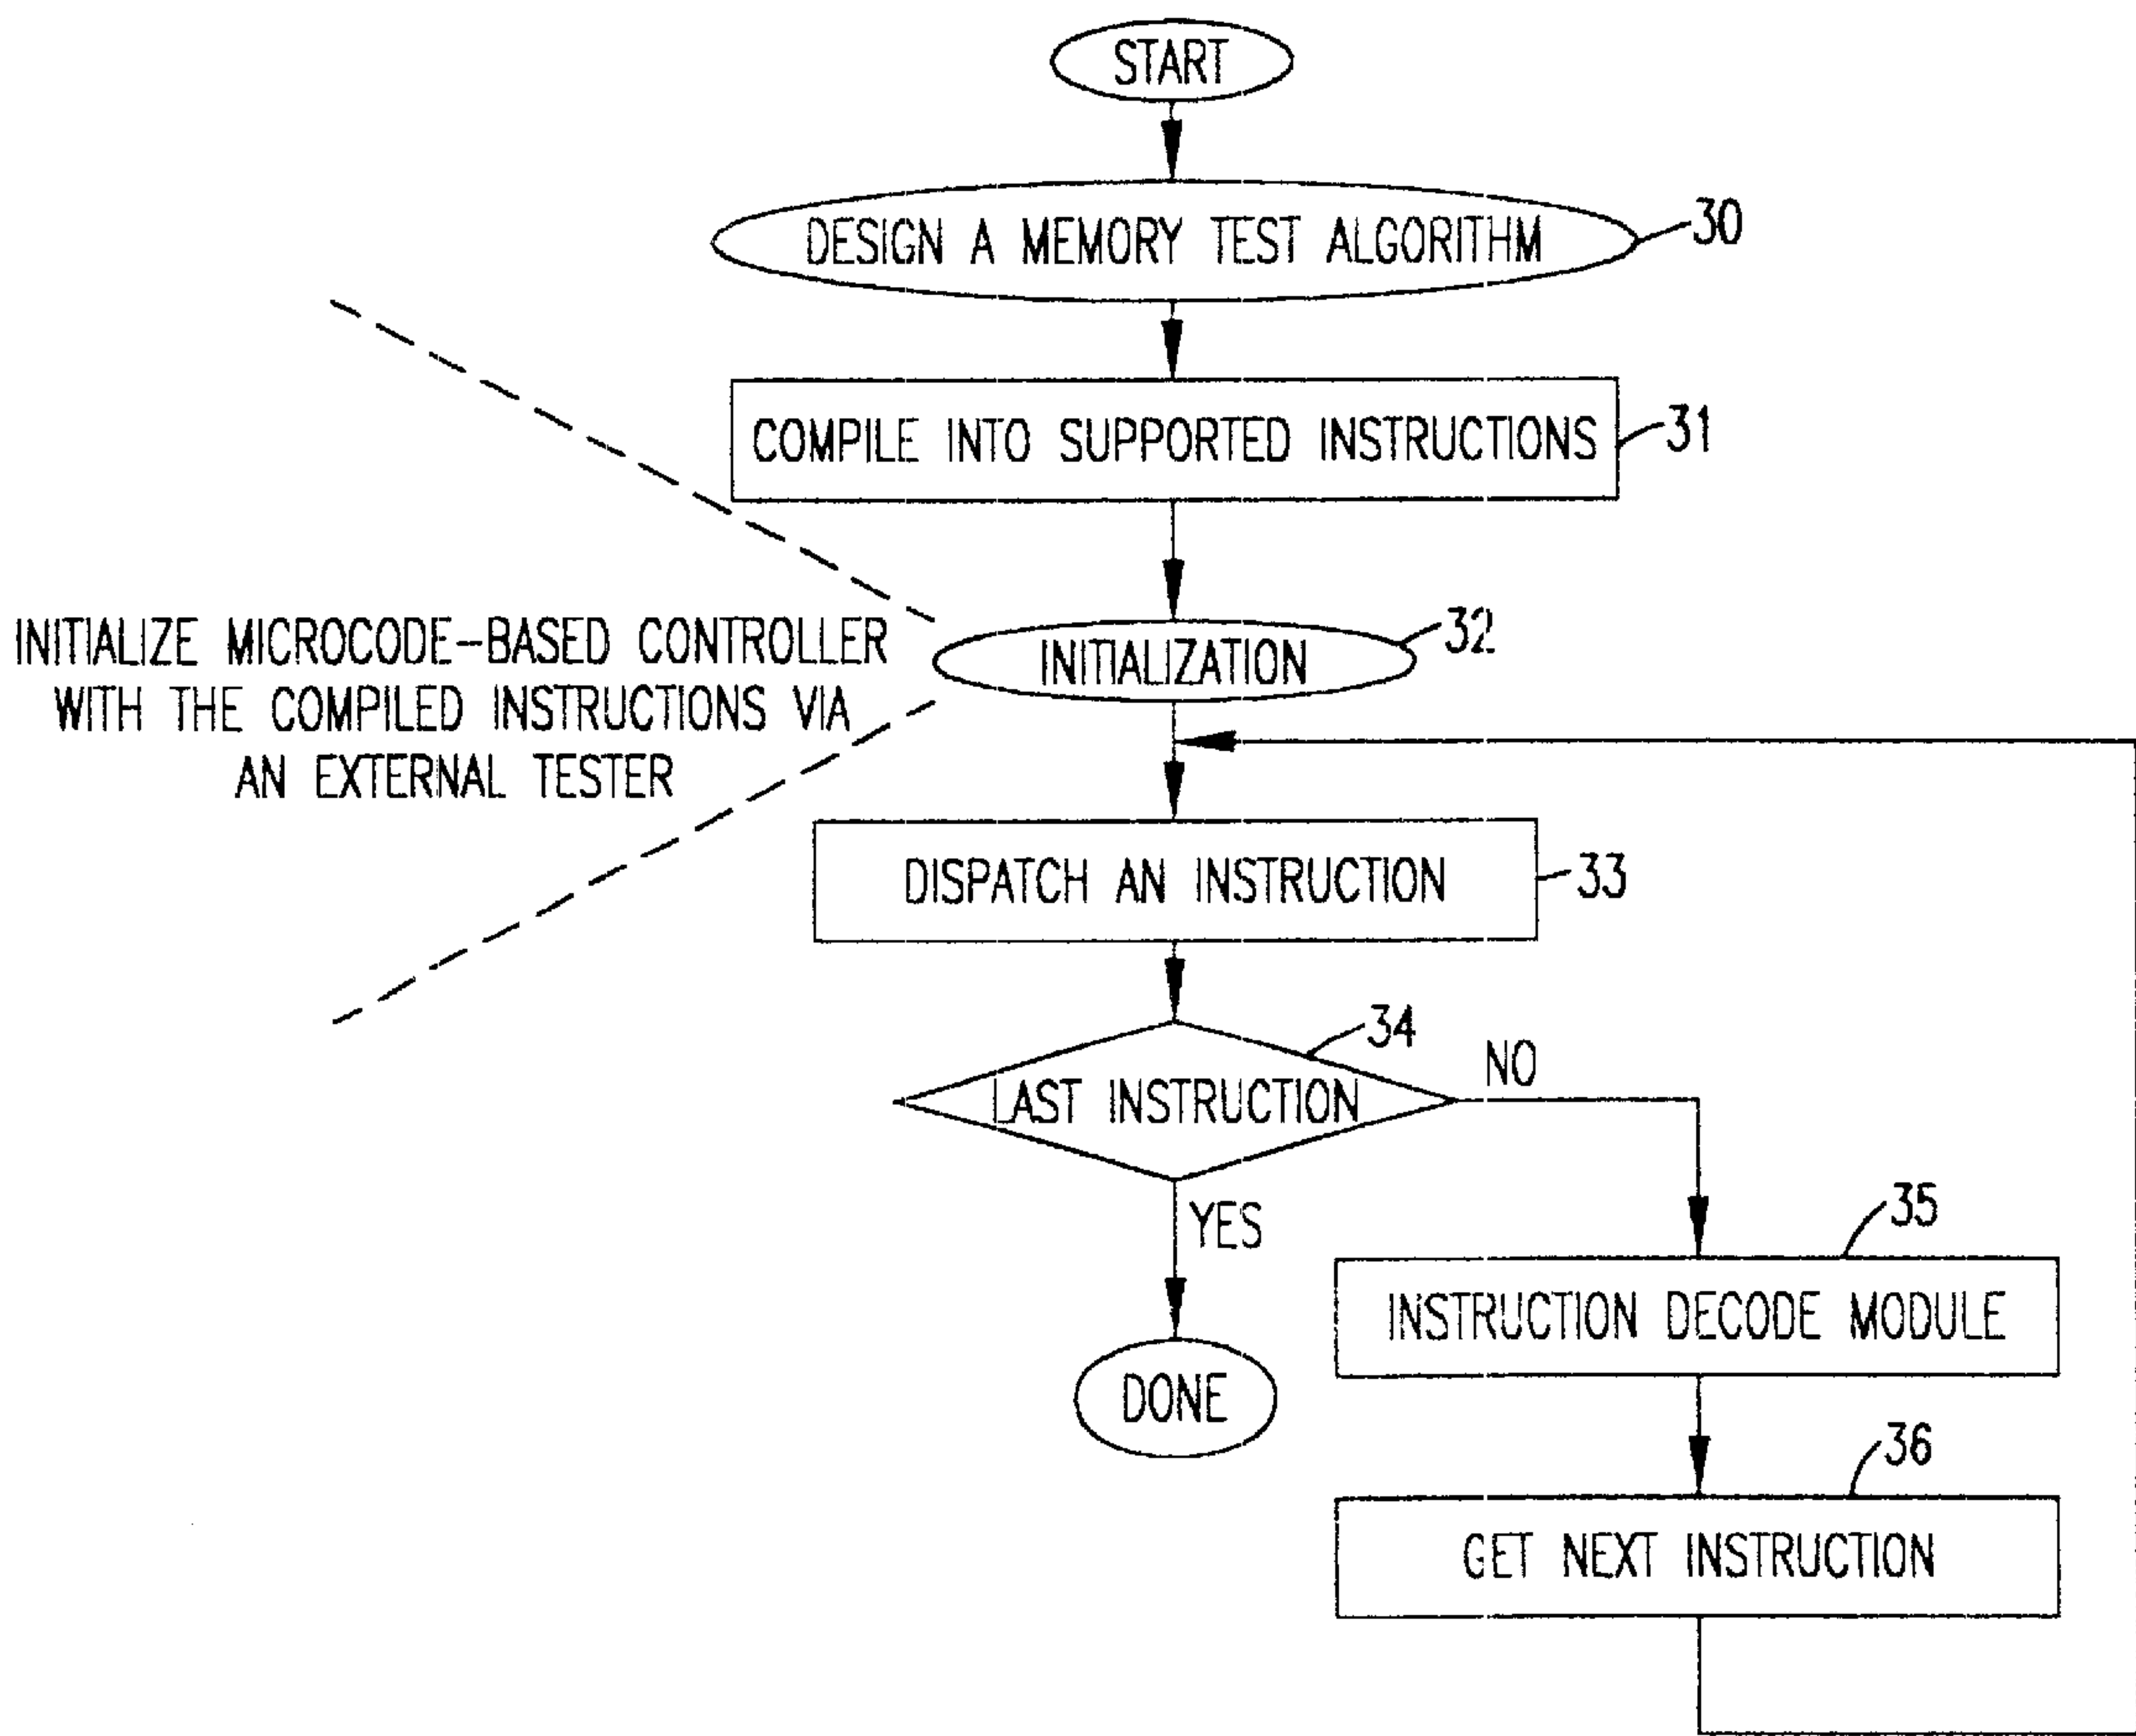 START
DESIGN A MEMORY TEST ALGORITHM
30
COMPILE INTO SUPPORTED INSTRUCTIONS
31
INITIALIZE MICROCODE-BASED CONTROLLER
WITH THE COMPILED INSTRUCTIONS VIA
AN EXTERNAL TESTER
INITIALIZATION
32
DISPATCH AN INSTRUCTION
33
LAST INSTRUCTION
34
NO
YES
DONE
35
INSTRUCTION DECODE MODULE
36
GET NEXT INSTRUCTION